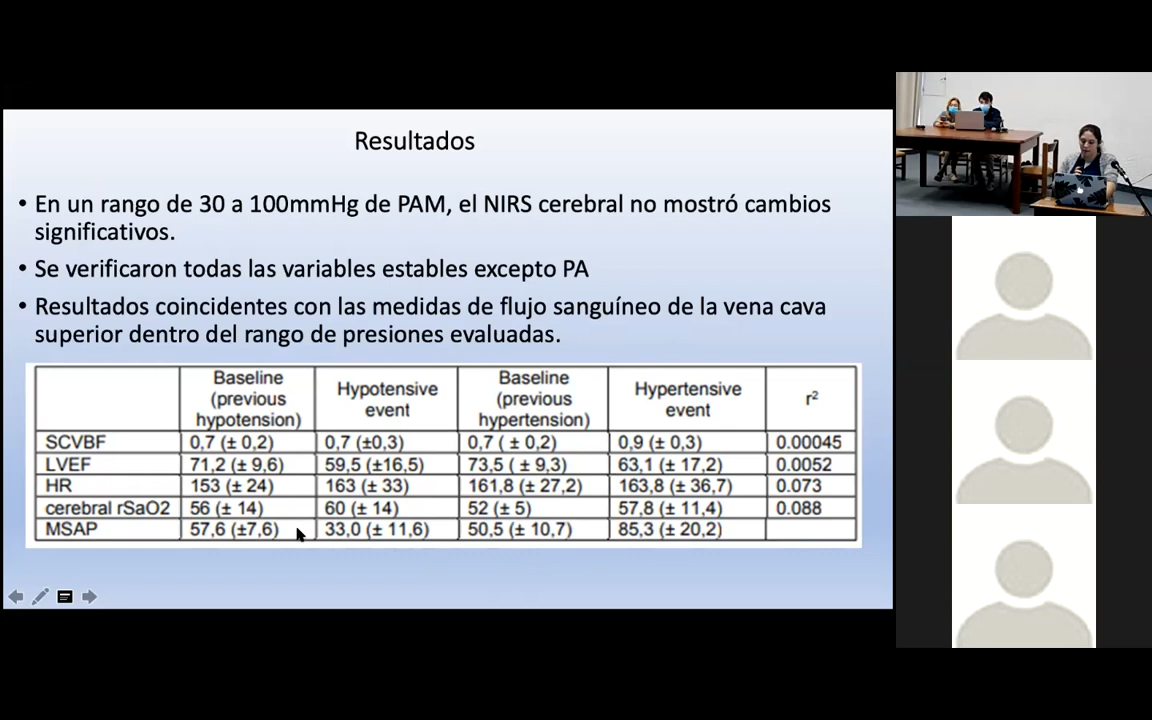 Resultados
• En un rango de 30 a 100mmHg de PAM, el NIRS cerebral no mostró cambios
significativos.
• Se verificaron todas las variables estables excepto PA
• Resultados coincidentes con las medidas de flujo sanguíneo de la vena cava
superior dentro del rango de presiones evaluadas.
Baseline (previous hypotension) Hypotensive event Baseline (previous hypertension) Hypertensive event r²
SCVBF 0,7 (± 0,2) 0,7 (±0,3) 0,7 ( ± 0,2) 0,9 (± 0,3) 0.00045
LVEF 71,2 (± 9,6) 59,5 (±16,5) 73,5 ( ± 9,3) 63,1 (± 17,2) 0.0052
HR 153 (± 24) 163 (± 33) 161,8 (± 27,2) 163,8 (± 36,7) 0.073
cerebral rSaO2 56 (± 14) 60 (± 14) 52 (± 5) 57,8 (± 11,4) 0.088
MSAP 57,6 (±7,6) 33,0 (± 11,6) 50,5 (± 10,7) 85,3 (± 20,2)